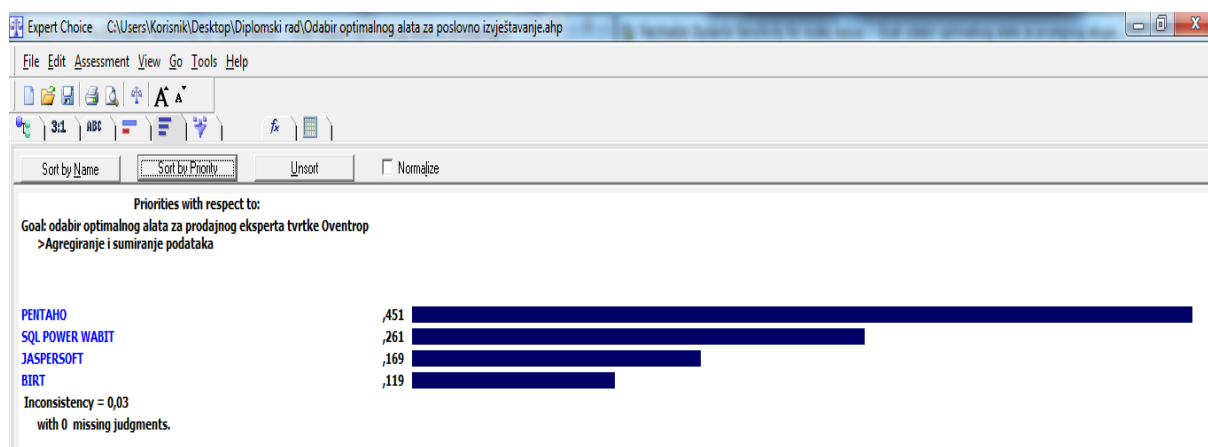 Expert Choice C:\Users\Korisnik\Desktop\Diplomski rad\Odabir optimalnog alata za poslovno izvještavanje.ahp
File Edit Assessment View Go Tools Help
A A
3:1 ABC fx
Sort by Name Sort by Priority Unsort Normalize
Priorities with respect to:
Goal: odabir optimalnog alata za prodajnog eksperta tvrtke Oventrop
>Agregiranje i sumiranje podataka
PENTAHO ,451
SQL POWER WABIT ,261
JASPERSOFT ,169
BIRT ,119
Inconsistency = 0,03
with 0 missing judgments.